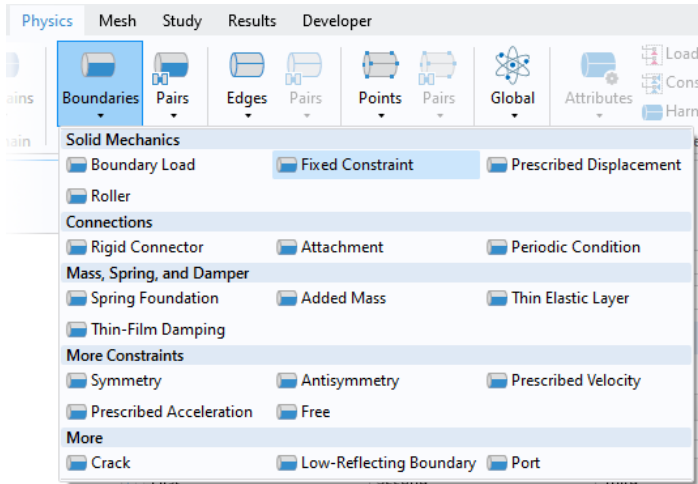 Physics Mesh Study Results Developer
Load
Cons
Harn
ains Boundaries Pairs Edges Pairs Points Pairs Global Attributes
ain
Solid Mechanics
Boundary Load Fixed Constraint Prescribed Displacement
Roller
Connections
Rigid Connector Attachment Periodic Condition
Mass, Spring, and Damper
Spring Foundation Added Mass Thin Elastic Layer
Thin-Film Damping
More Constraints
Symmetry Antisymmetry Prescribed Velocity
Prescribed Acceleration Free
More
Crack Low-Reflecting Boundary Port